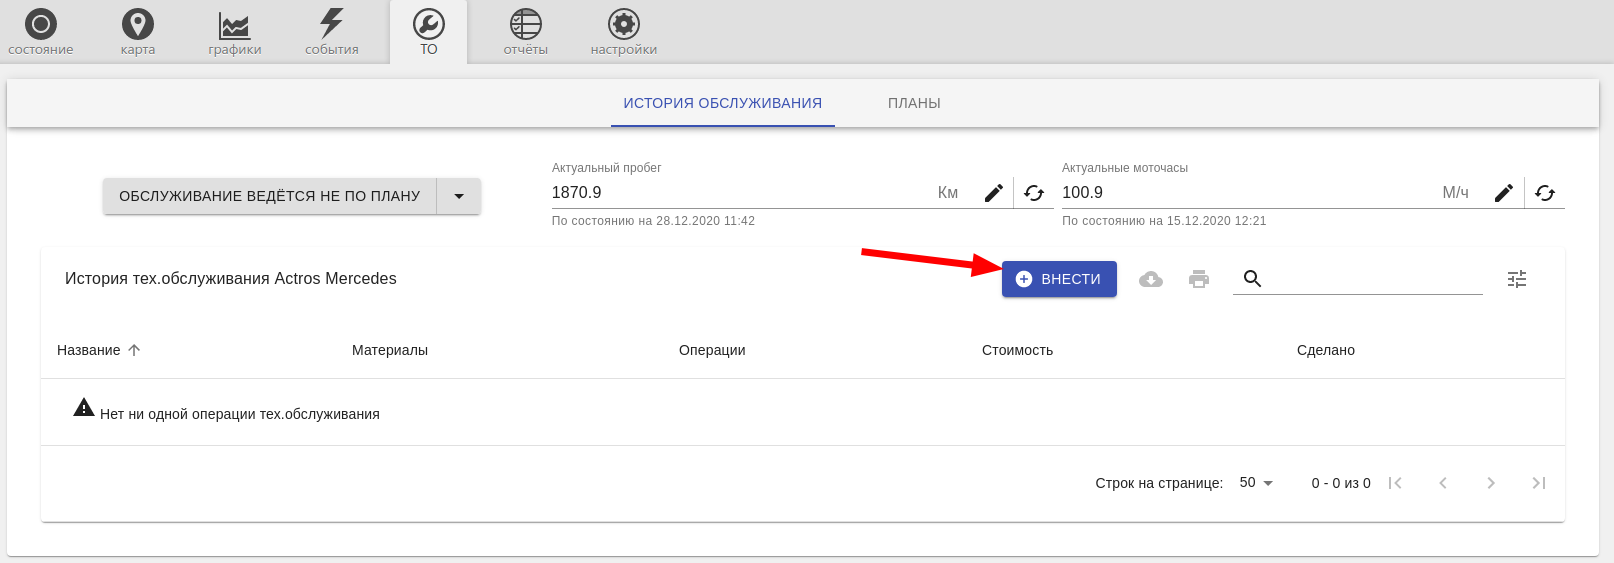 состояние
карта
графики
события
ТО
отчёты
настройки
ИСТОРИЯ ОБСЛУЖИВАНИЯ
ПЛАНЫ
ОБСЛУЖИВАНИЕ ВЕДЁТСЯ НЕ ПО ПЛАНУ
Актуальный пробег
1870.9 Км
По состоянию на 28.12.2020 11:42
Актуальные моточасы
100.9 М/ч
По состоянию на 15.12.2020 12:21
История тех.обслуживания Actros Mercedes
ВНЕСТИ
Название Материалы Операции Стоимость Сделано
Нет ни одной операции тех.обслуживания
Строк на странице: 50 0 - 0 из 0